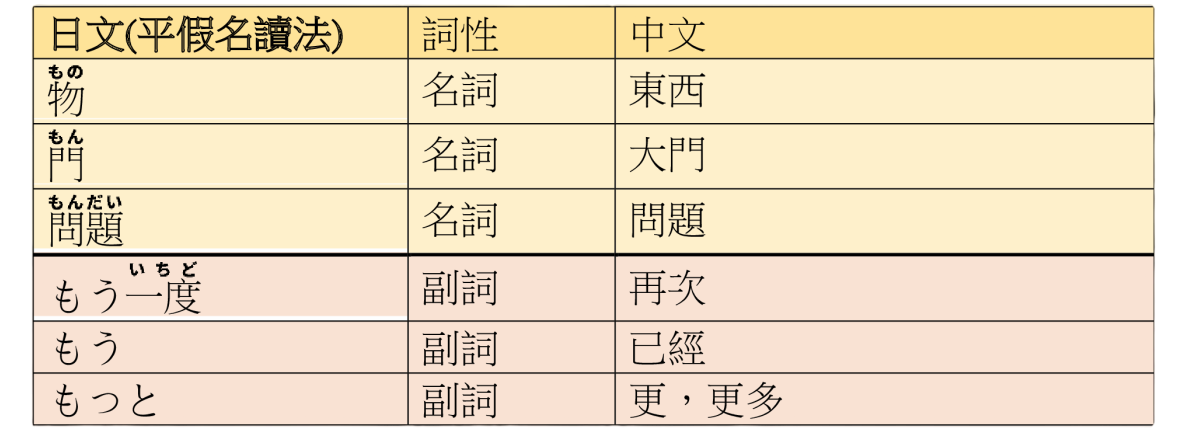 日文(平假名讀法) 詞性 中文
もの
物 名詞 東西
もん
門 名詞 大門
もんだい
問題 名詞 問題
いちど
もう一度 副詞 再次
もう 副詞 已經
もっと 副詞 更，更多